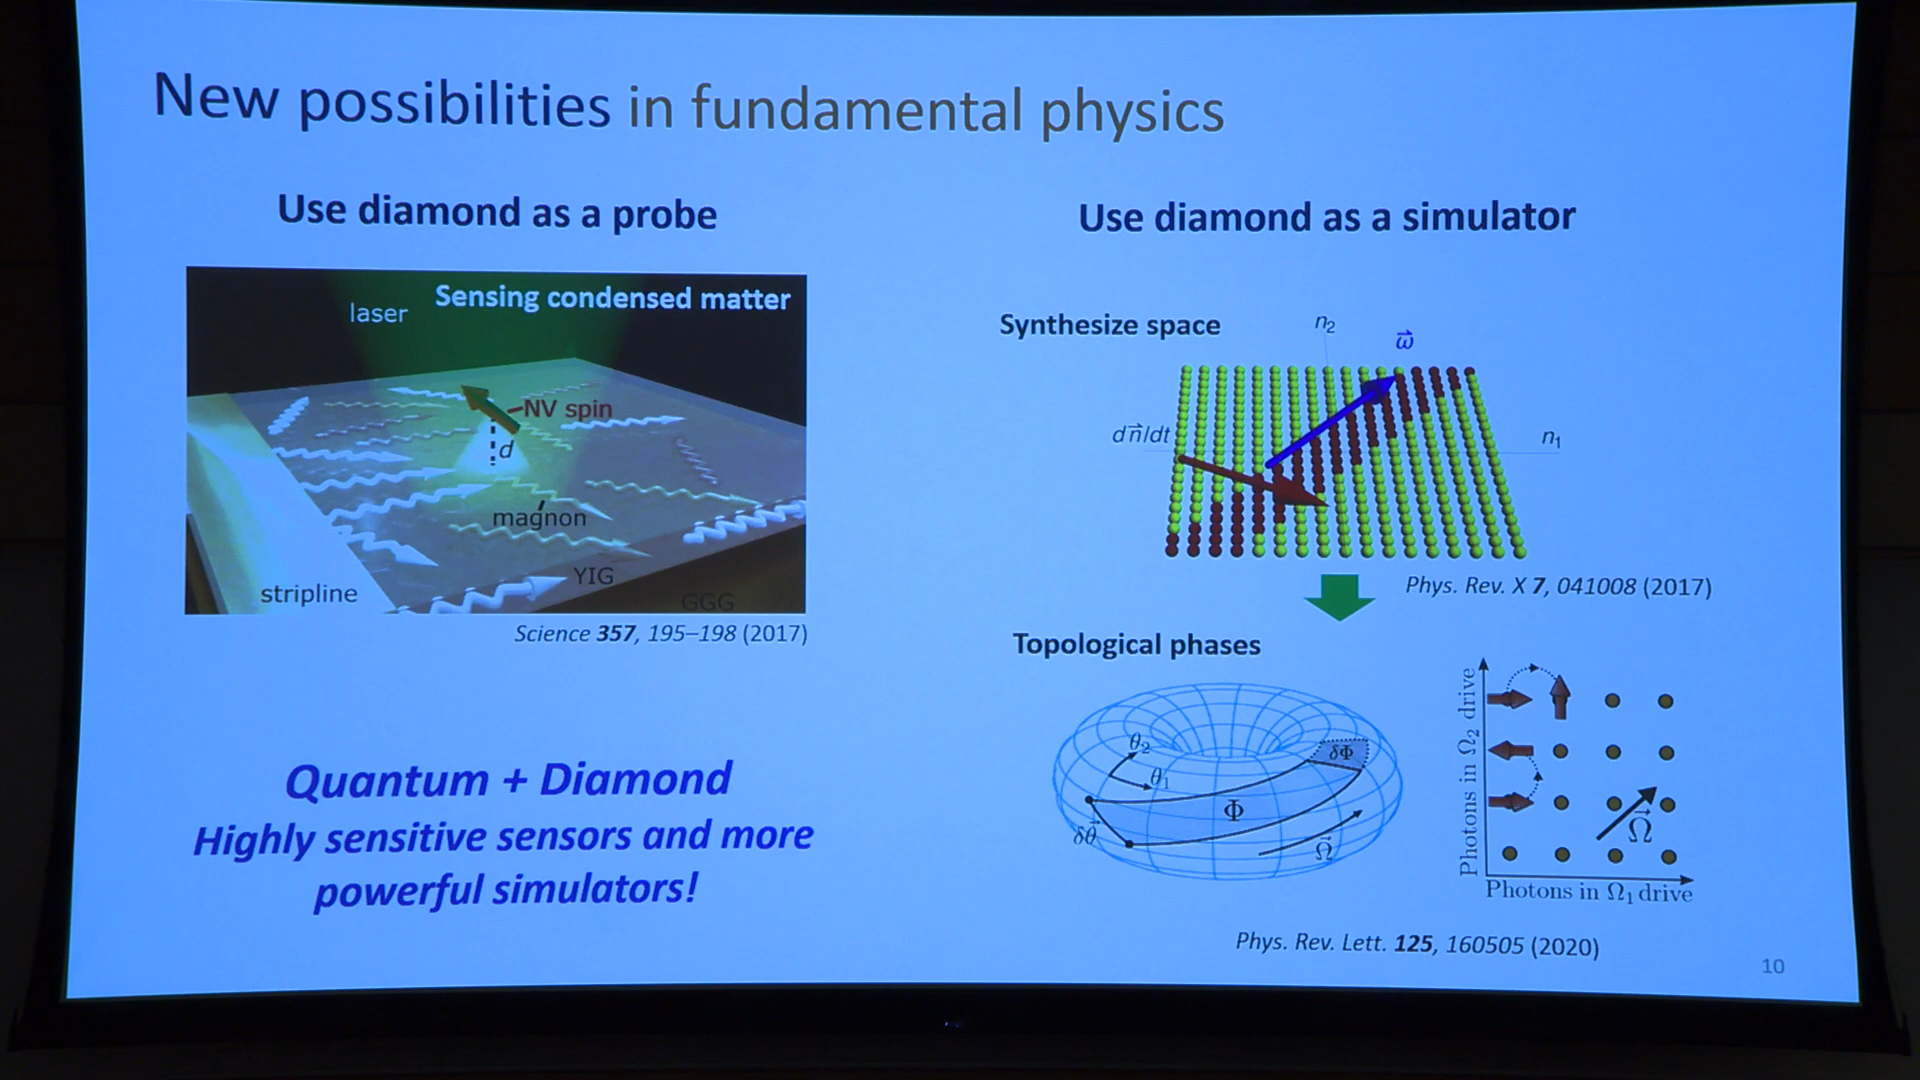 New possibilities in fundamental physics
Use diamond as a probe
laser
Sensing condensed matter
NV spin
d
magnon
YIG
stripline
GGG
Science 357, 195–198 (2017)
Quantum + Diamond
Highly sensitive sensors and more
powerful simulators!
Use diamond as a simulator
Synthesize space
n₂
ω⃗
dn⃗/dt
n₁
Phys. Rev. X 7, 041008 (2017)
Topological phases
θ₂
θ₁
δΦ
Φ
δθ⃗
Ω⃗
Photons in Ω₂ drive
Ω⃗
Photons in Ω₁ drive
Phys. Rev. Lett. 125, 160505 (2020)
10